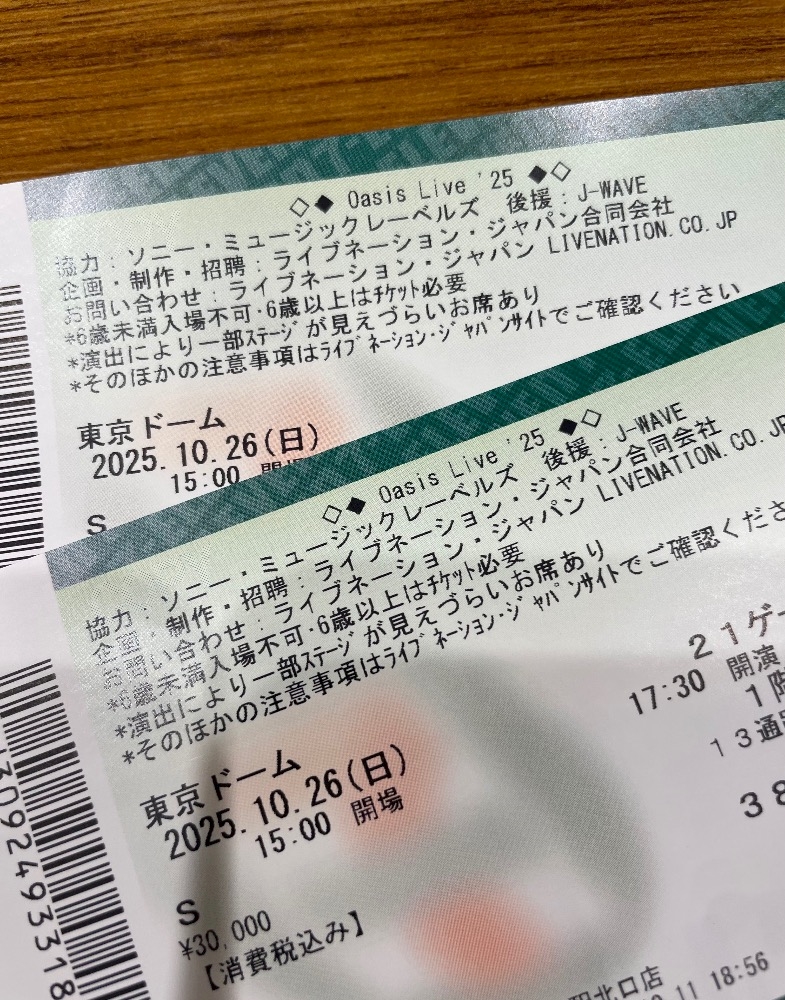 ◇◆ Oasis Live '25 ◆◇
協力：ソニー・ミュージックレーベルズ　後援：J-WAVE
企画・制作・招聘：ライブネーション・ジャパン合同会社
お問い合わせ：ライブネーション・ジャパン LIVENATION.CO.JP
*6歳未満入場不可・6歳以上はﾁｹｯﾄ必要
*演出により一部ｽﾃｰｼﾞが見えづらいお席あり
*そのほかの注意事項はﾗｲﾌﾞﾈｰｼｮﾝ･ｼﾞｬﾊﾟﾝｻｲﾄでご確認ください
東京ドーム
2025.10.26(日)
15:00 開場
S
◇◆ Oasis Live '25 ◆◇
協力：ソニー・ミュージックレーベルズ　後援：J-WAVE
企画・制作・招聘：ライブネーション・ジャパン合同会社
お問い合わせ：ライブネーション・ジャパン LIVENATION.CO.JP
*6歳未満入場不可・6歳以上はﾁｹｯﾄ必要
*演出により一部ｽﾃｰｼﾞが見えづらいお席あり
*そのほかの注意事項はﾗｲﾌﾞﾈｰｼｮﾝ･ｼﾞｬﾊﾟﾝｻｲﾄでご確認くださ
東京ドーム
2025.10.26(日)
15:00 開場
21ゲー
17:30 開演
1階
13通
38
S
¥30,000
【消費税込み】
北口店
11 18:56
3092493318